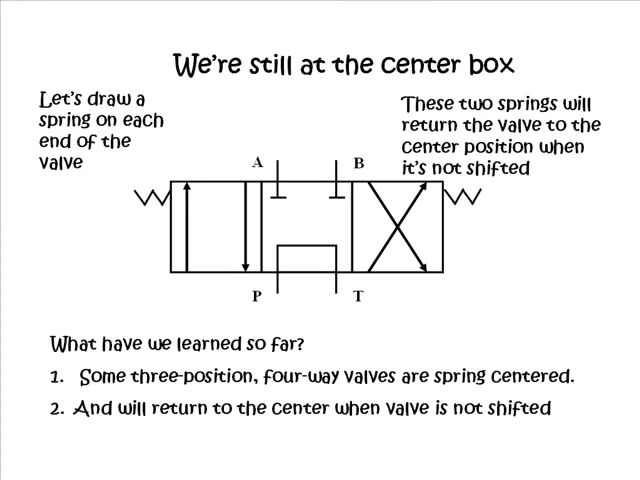 We're still at the center box
Let's draw a
spring on each
end of the
valve
These two springs will
return the valve to the
center position when
it's not shifted
A
B
P
T
What have we learned so far?
1. Some three-position, four-way valves are spring centered.
2. And will return to the center when valve is not shifted